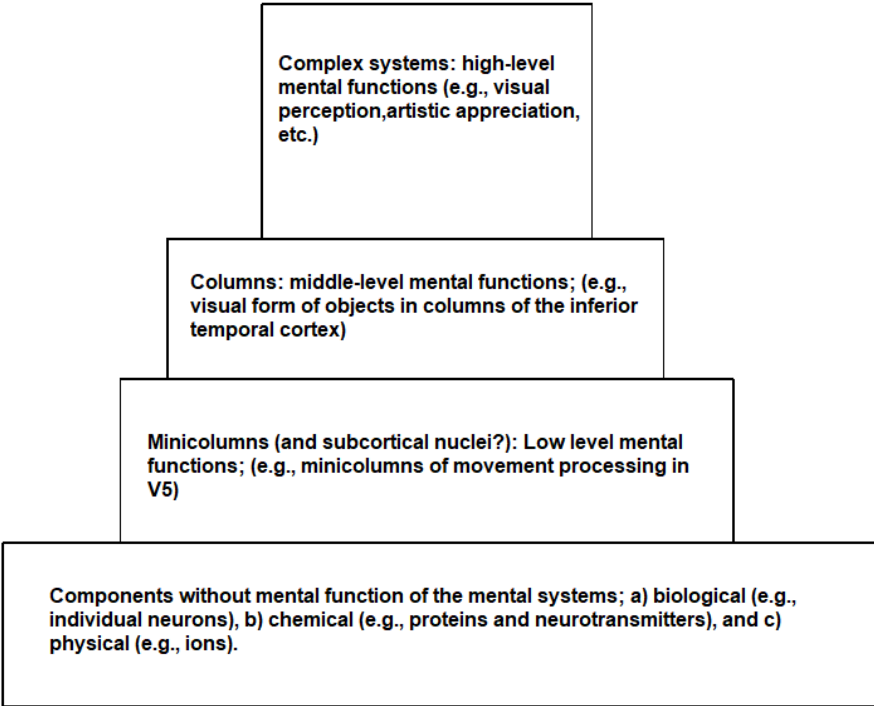 Complex systems: high-level
mental functions (e.g., visual
perception,artistic appreciation,
etc.)
Columns: middle-level mental functions; (e.g.,
visual form of objects in columns of the inferior
temporal cortex)
Minicolumns (and subcortical nuclei?): Low level mental
functions; (e.g., minicolumns of movement processing in
V5)
Components without mental function of the mental systems; a) biological (e.g.,
individual neurons), b) chemical (e.g., proteins and neurotransmitters), and c)
physical (e.g., ions).